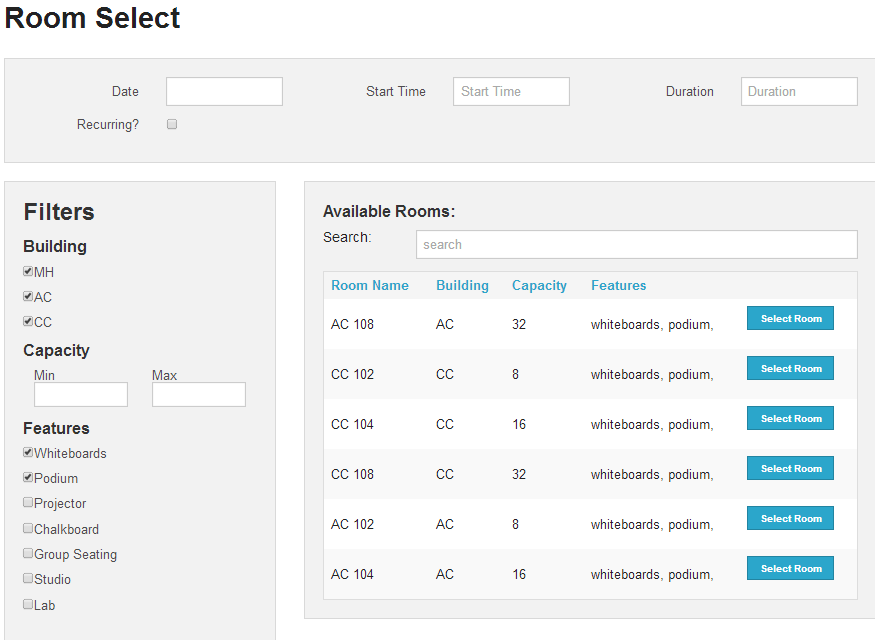 Room Select
Date Start Time Start Time Duration Duration
Recurring?
Filters
Building
MH
AC
CC
Capacity
Min Max
Features
Whiteboards
Podium
Projector
Chalkboard
Group Seating
Studio
Lab
Available Rooms:
Search: search
Room Name Building Capacity Features
AC 108 AC 32 whiteboards, podium, Select Room
CC 102 CC 8 whiteboards, podium, Select Room
CC 104 CC 16 whiteboards, podium, Select Room
CC 108 CC 32 whiteboards, podium, Select Room
AC 102 AC 8 whiteboards, podium, Select Room
AC 104 AC 16 whiteboards, podium, Select Room